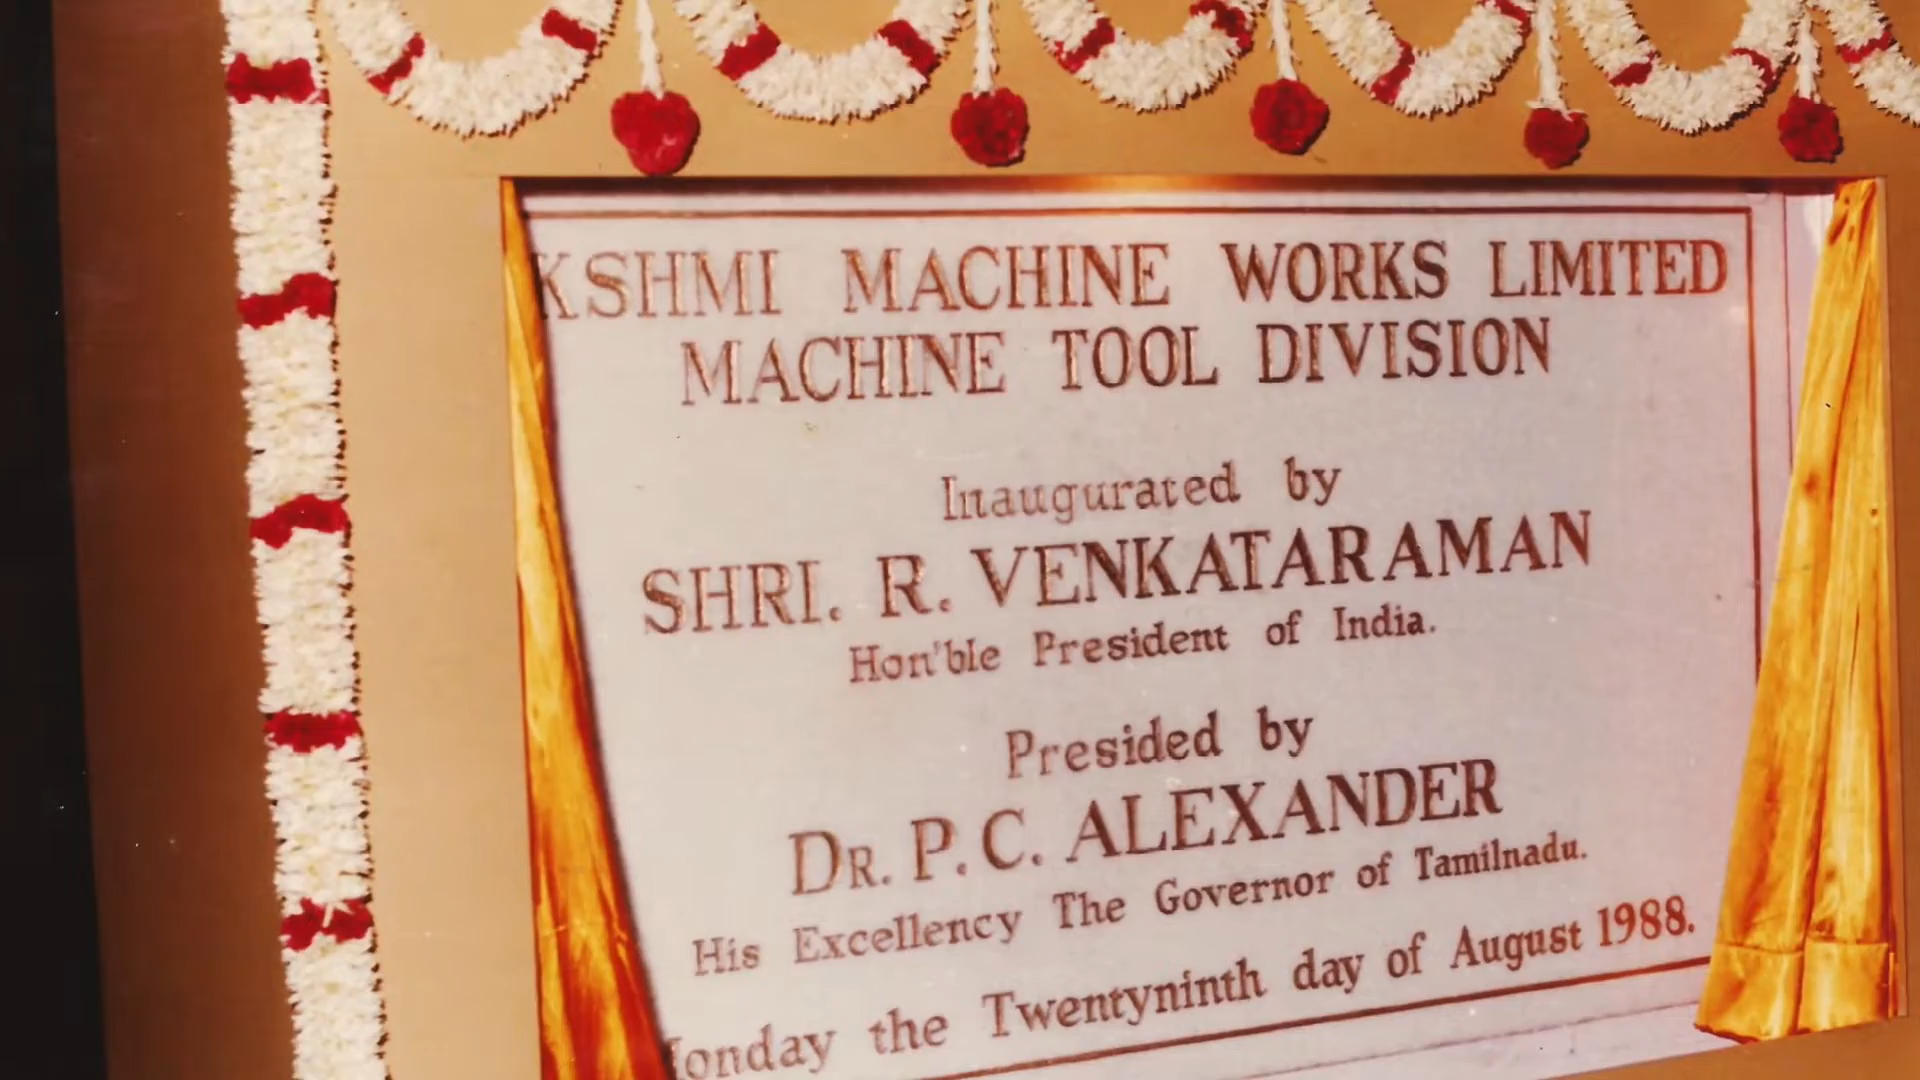 KSHMI MACHINE WORKS LIMITED
MACHINE TOOL DIVISION
Inaugurated by
SHRI. R. VENKATARAMAN
Hon'ble President of India.
Presided by
DR. P. C. ALEXANDER
His Excellency The Governor of Tamilnadu.
onday the Twentyninth day of August 1988.